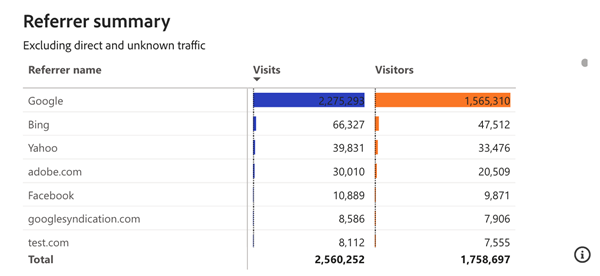 Referrer summary
Excluding direct and unknown traffic
Referrer name Visits Visitors
Google 2,275,293 1,565,310
Bing 66,327 47,512
Yahoo 39,831 33,476
adobe.com 30,010 20,509
Facebook 10,889 9,871
googlesyndication.com 8,586 7,906
test.com 8,112 7,555
Total 2,560,252 1,758,697